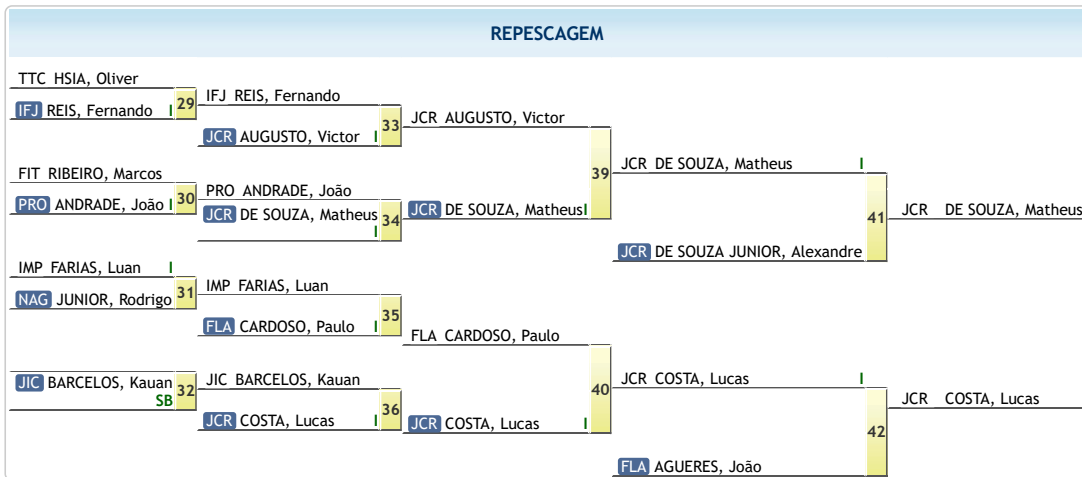 REPESCAGEM
TTC HSIA, Oliver
IFJ REIS, Fernando I
29
IFJ REIS, Fernando
JCR AUGUSTO, Victor I
33
JCR AUGUSTO, Victor
FIT RIBEIRO, Marcos
PRO ANDRADE, João I
30
PRO ANDRADE, João
JCR DE SOUZA, Matheus
I
34
JCR DE SOUZA, Matheus I
39
JCR DE SOUZA, Matheus I
JCR DE SOUZA JUNIOR, Alexandre
41
JCR DE SOUZA, Matheus
IMP FARIAS, Luan I
NAG JUNIOR, Rodrigo
31
IMP FARIAS, Luan
FLA CARDOSO, Paulo I
35
FLA CARDOSO, Paulo
JIC BARCELOS, Kauan
SB
32
JIC BARCELOS, Kauan
JCR COSTA, Lucas I
36
JCR COSTA, Lucas I
40
JCR COSTA, Lucas I
FLA AGUERES, João
42
JCR COSTA, Lucas